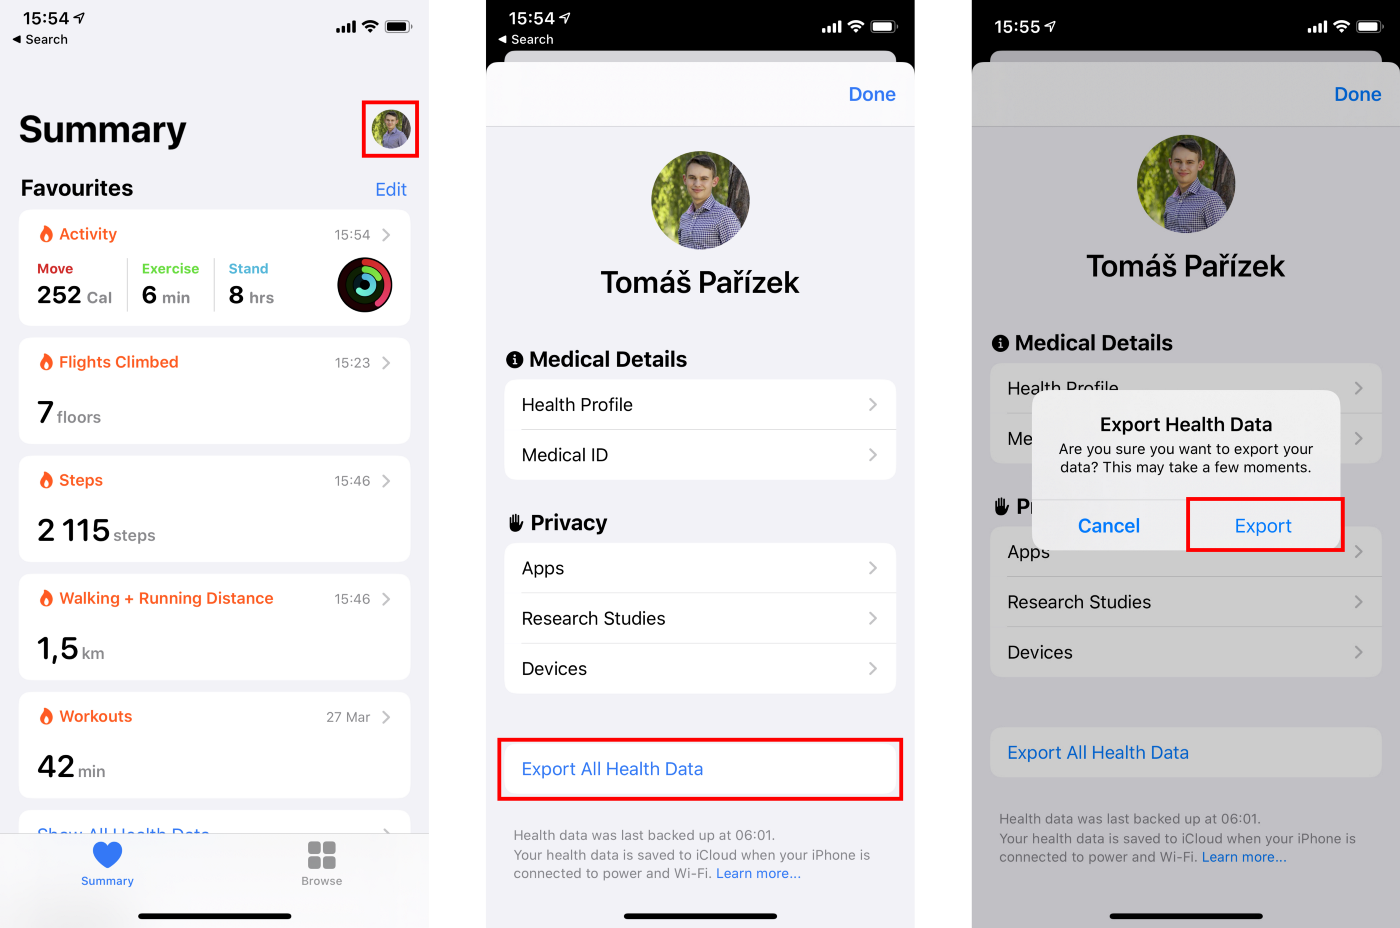 15:54
◀ Search
Summary
Favourites
Edit
Activity
15:54
Move
Exercise
Stand
252 Cal
6 min
8 hrs
Flights Climbed
15:23
7 floors
Steps
15:46
2 115 steps
Walking + Running Distance
15:46
1,5 km
Workouts
27 Mar
42 min
Show All Health Data
Summary
Browse
15:54
◀ Search
Done
Tomáš Pařízek
Medical Details
Health Profile
Medical ID
Privacy
Apps
Research Studies
Devices
Export All Health Data
Health data was last backed up at 06:01.
Your health data is saved to iCloud when your iPhone is
connected to power and Wi-Fi. Learn more...
15:55
Done
Tomáš Pařízek
Medical Details
Health Profile
Me
Export Health Data
Are you sure you want to export your
data? This may take a few moments.
Cancel
Export
Pr
Apps
Research Studies
Devices
Export All Health Data
Health data was last backed up at 06:01.
Your health data is saved to iCloud when your iPhone is
connected to power and Wi-Fi. Learn more...